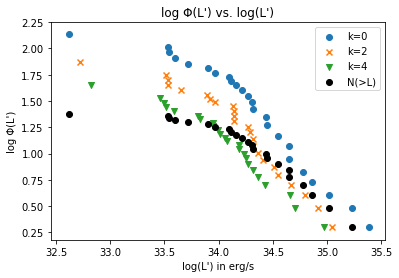 log Φ(L') vs. log(L')
2.25
2.00
1.75
1.50
1.25
1.00
0.75
0.50
0.25
log Φ(L')
k=0
k=2
k=4
N(>L)
32.5 33.0 33.5 34.0 34.5 35.0 35.5
log(L') in erg/s